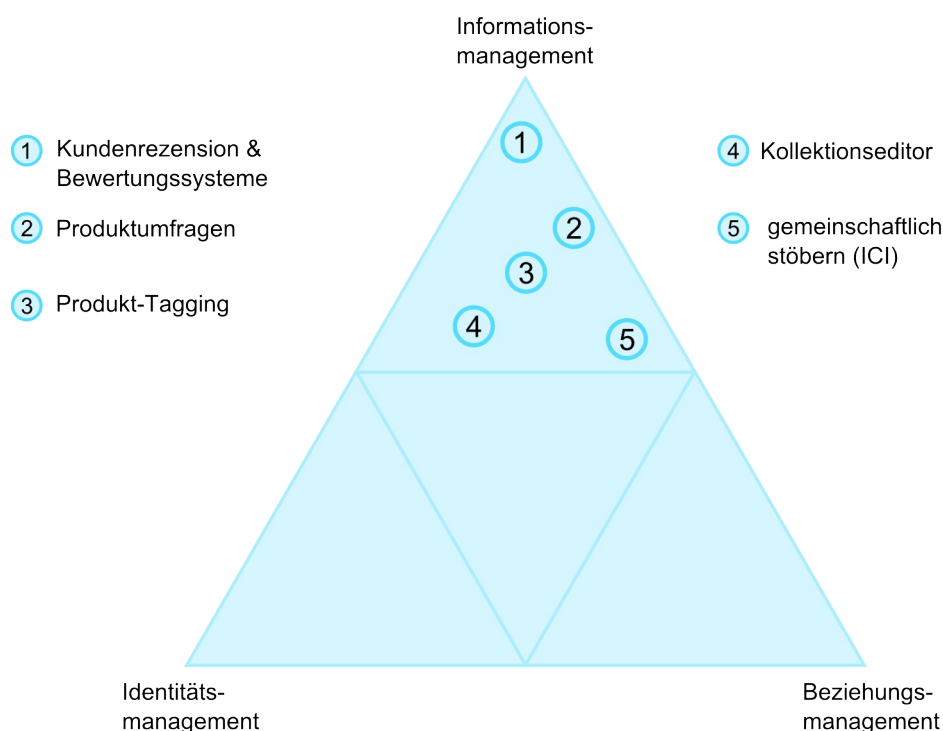 Informations-
management
1 Kundenrezension &
Bewertungssysteme
2 Produktumfragen
3 Produkt-Tagging
4 Kollektionseditor
5 gemeinschaftlich
stöbern (ICI)
1
2
3
4
5
Identitäts-
management
Beziehungs-
management